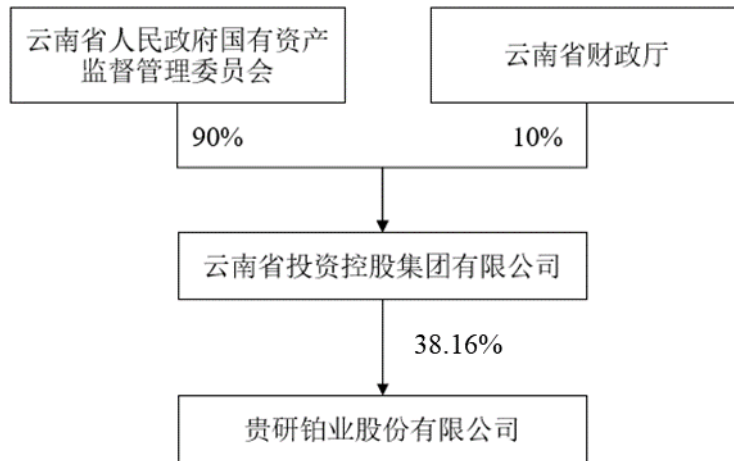 云南省人民政府国有资产
监督管理委员会
云南省财政厅
90%
10%
云南省投资控股集团有限公司
38.16%
贵研铂业股份有限公司